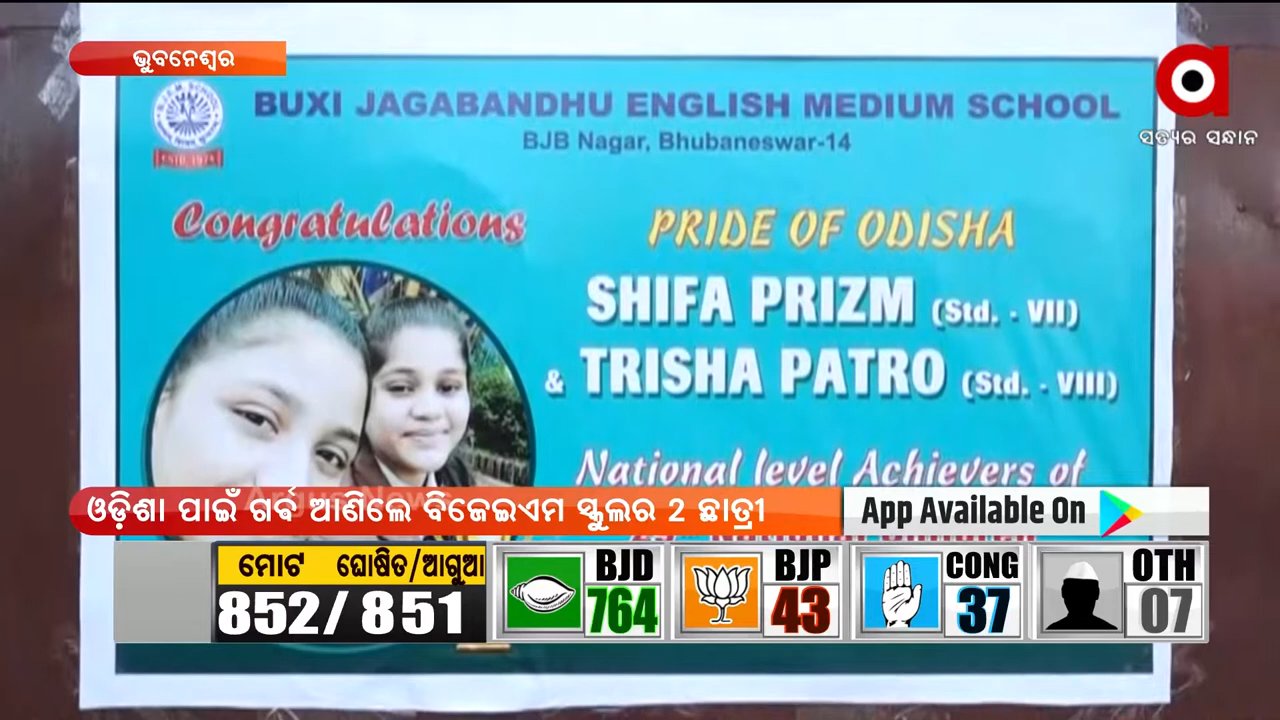 ଭୁବନେଶ୍ୱର
ସତ୍ୟର ସନ୍ଧାନ
BUXI JAGABANDHU ENGLISH MEDIUM SCHOOL
BJB Nagar, Bhubaneswar-14
Congratulations
PRIDE OF ODISHA
SHIFA PRIZM (Std. - VII)
& TRISHA PATRO (Std. - VIII)
National level Achievers of
Argus News
ଓଡ଼ିଶା ପାଇଁ ଗର୍ବ ଆଣିଲେ ବିଜେଇଏମ ସ୍କୁଲର 2 ଛାତ୍ରୀ
App Available On
ମୋଟ ଘୋଷିତ/ଆଗୁଆ
852/ 851
BJD
764
BJP
43
CONG
37
OTH
07